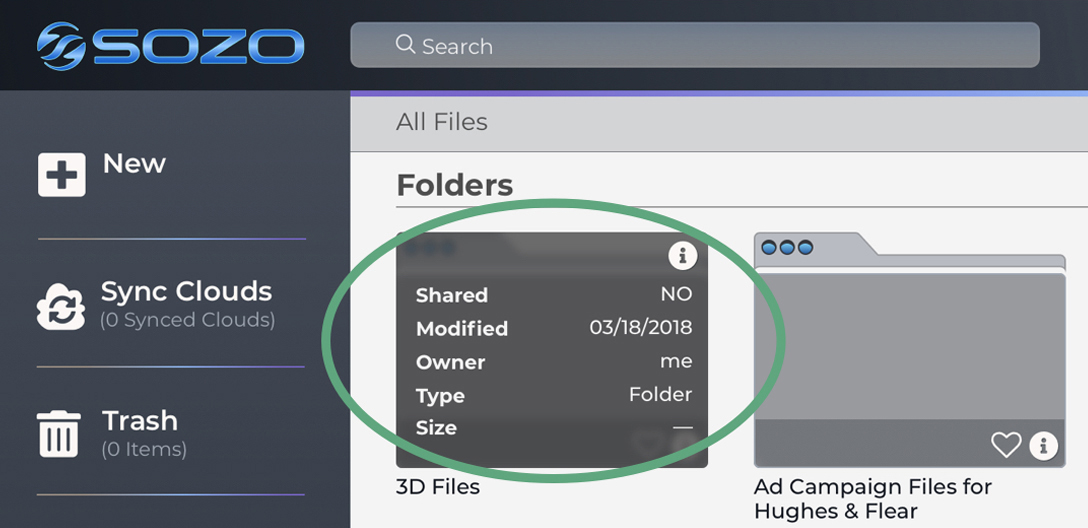 SOZO
Search
New
Sync Clouds
(0 Synced Clouds)
Trash
(0 Items)
All Files
Folders
i
Shared NO
Modified 03/18/2018
Owner me
Type Folder
Size —
3D Files
i
Ad Campaign Files for
Hughes & Flear